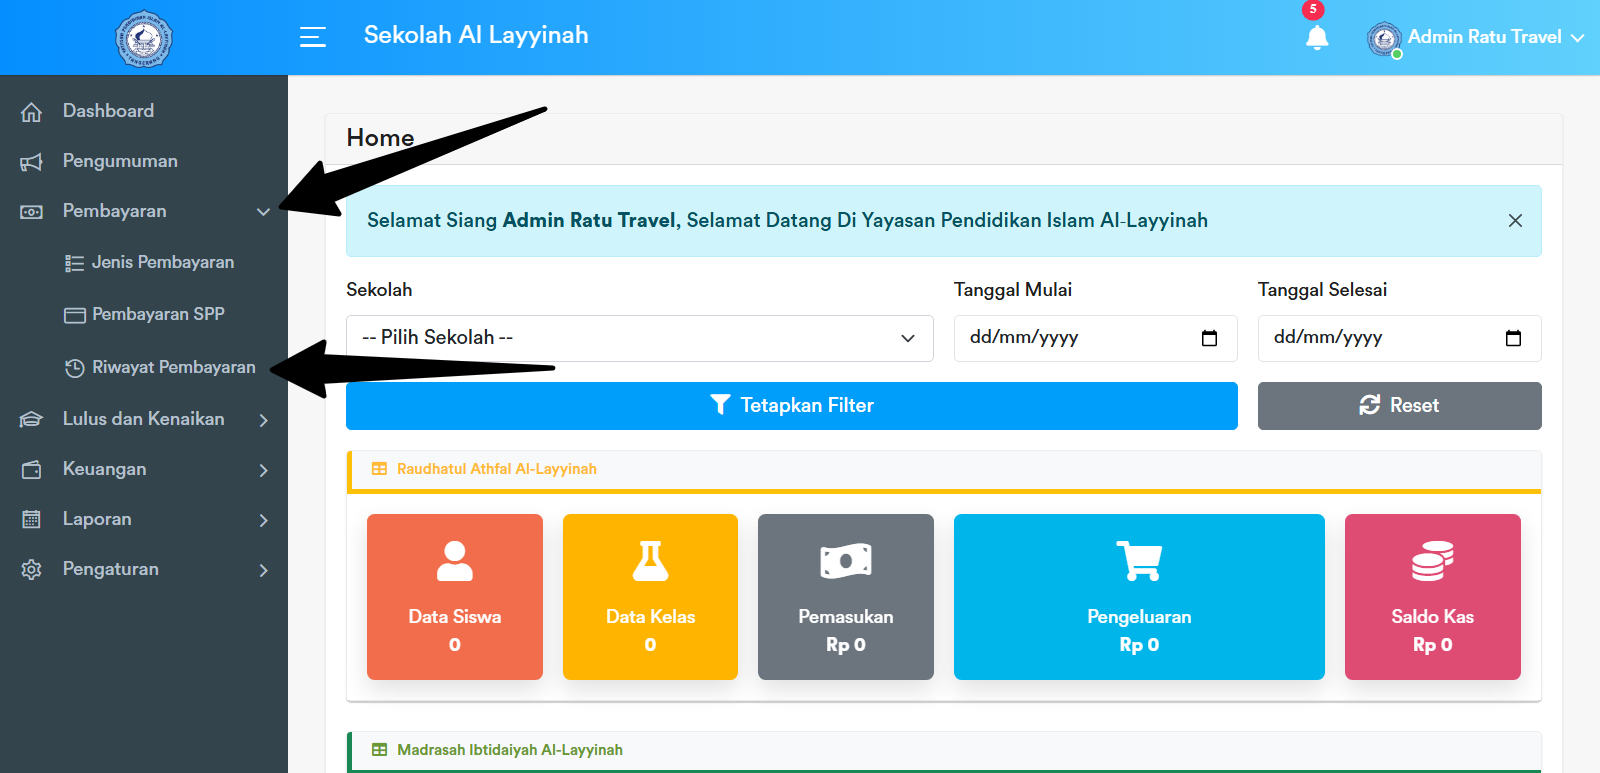 Sekolah Al Layyinah
5
Admin Ratu Travel
Dashboard
Pengumuman
Pembayaran
Jenis Pembayaran
Pembayaran SPP
Riwayat Pembayaran
Lulus dan Kenaikan
Keuangan
Laporan
Pengaturan
Home
Selamat Siang Admin Ratu Travel, Selamat Datang Di Yayasan Pendidikan Islam Al-Layyinah
Sekolah
Tanggal Mulai
Tanggal Selesai
-- Pilih Sekolah --
dd/mm/yyyy
dd/mm/yyyy
Tetapkan Filter
Reset
Raudhatul Athfal Al-Layyinah
Data Siswa
0
Data Kelas
0
Pemasukan
Rp 0
Pengeluaran
Rp 0
Saldo Kas
Rp 0
Madrasah Ibtidaiyah Al-Layyinah